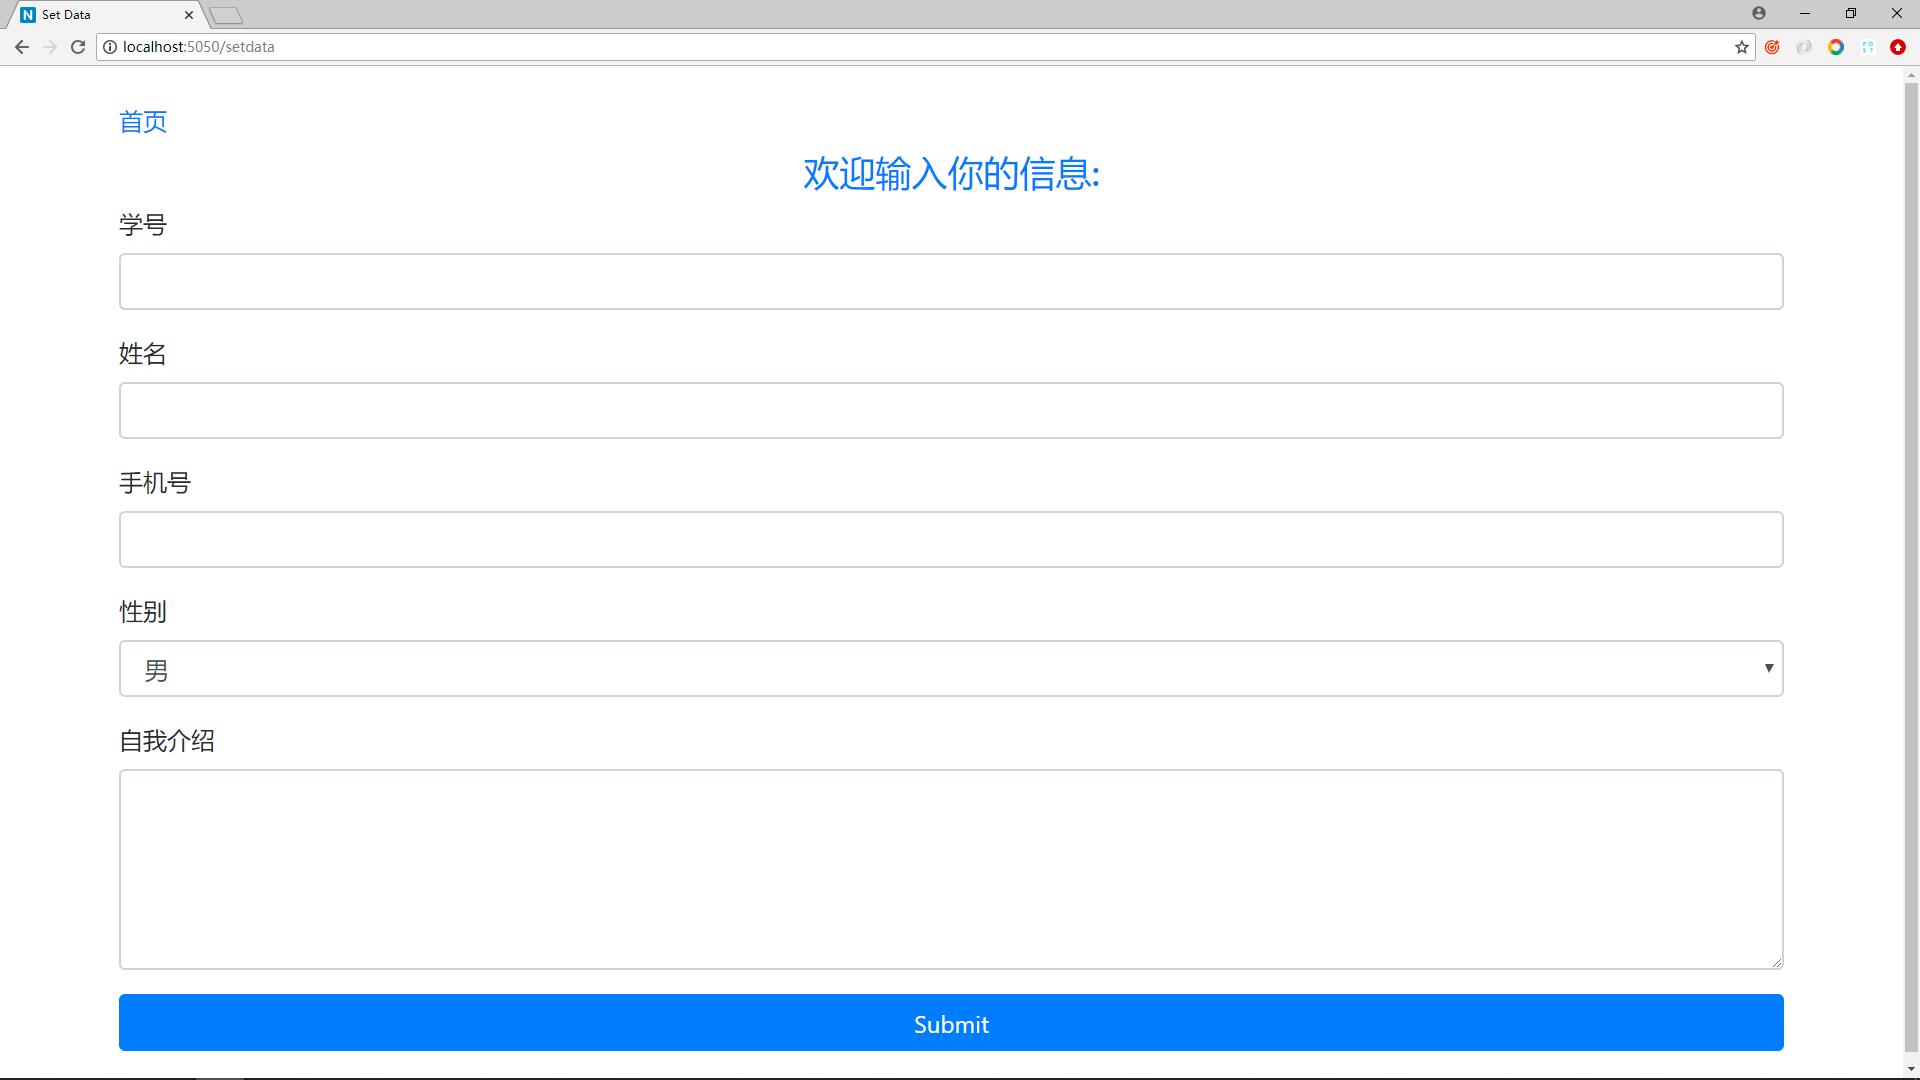 Set Data
localhost:5050/setdata
首页
欢迎输入你的信息:
学号
姓名
手机号
性别
男
自我介绍
Submit